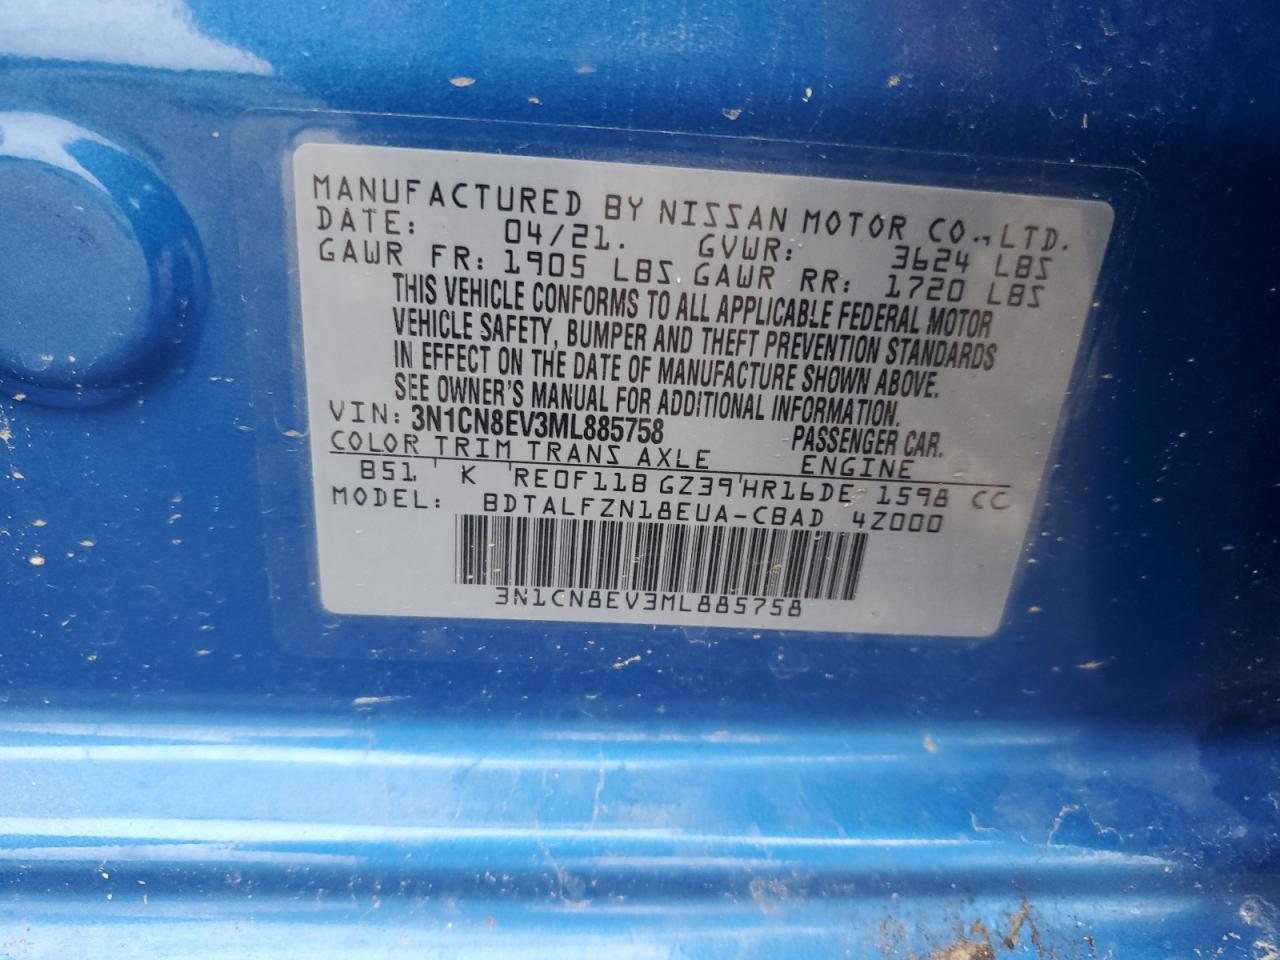 MANUFACTURED BY NISSAN MOTOR CO., LTD.
DATE: 04/21. GVWR: 3624 LBS
GAWR FR: 1905 LBS GAWR RR: 1720 LBS
THIS VEHICLE CONFORMS TO ALL APPLICABLE FEDERAL MOTOR
VEHICLE SAFETY, BUMPER AND THEFT PREVENTION STANDARDS
IN EFFECT ON THE DATE OF MANUFACTURE SHOWN ABOVE.
SEE OWNER'S MANUAL FOR ADDITIONAL INFORMATION.
VIN: 3N1CN8EV3ML885758 PASSENGER CAR.
COLOR TRIM TRANS AXLE ENGINE
B51 K RE0F11B GZ39 HR16DE 1598 CC
MODEL: BDTALFZN18EUA-CBAD 4Z000
3N1CN8EV3ML885758